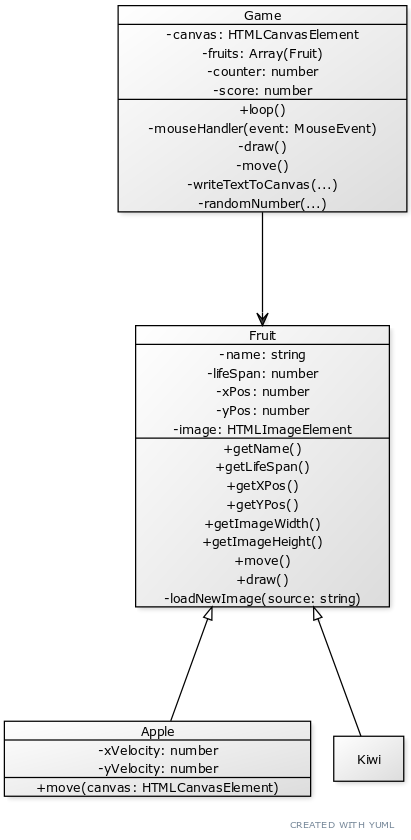 Game
-canvas: HTMLCanvasElement
-fruits: Array(Fruit)
-counter: number
-score: number
+loop()
-mouseHandler(event: MouseEvent)
-draw()
-move()
-writeTextToCanvas(...)
-randomNumber(...)
Fruit
-name: string
-lifeSpan: number
-xPos: number
-yPos: number
-image: HTMLImageElement
+getName()
+getLifeSpan()
+getXPos()
+getYPos()
+getImageWidth()
+getImageHeight()
+move()
+draw()
-loadNewImage(source: string)
Apple
-xVelocity: number
-yVelocity: number
+move(canvas: HTMLCanvasElement)
Kiwi
CREATED WITH YUML